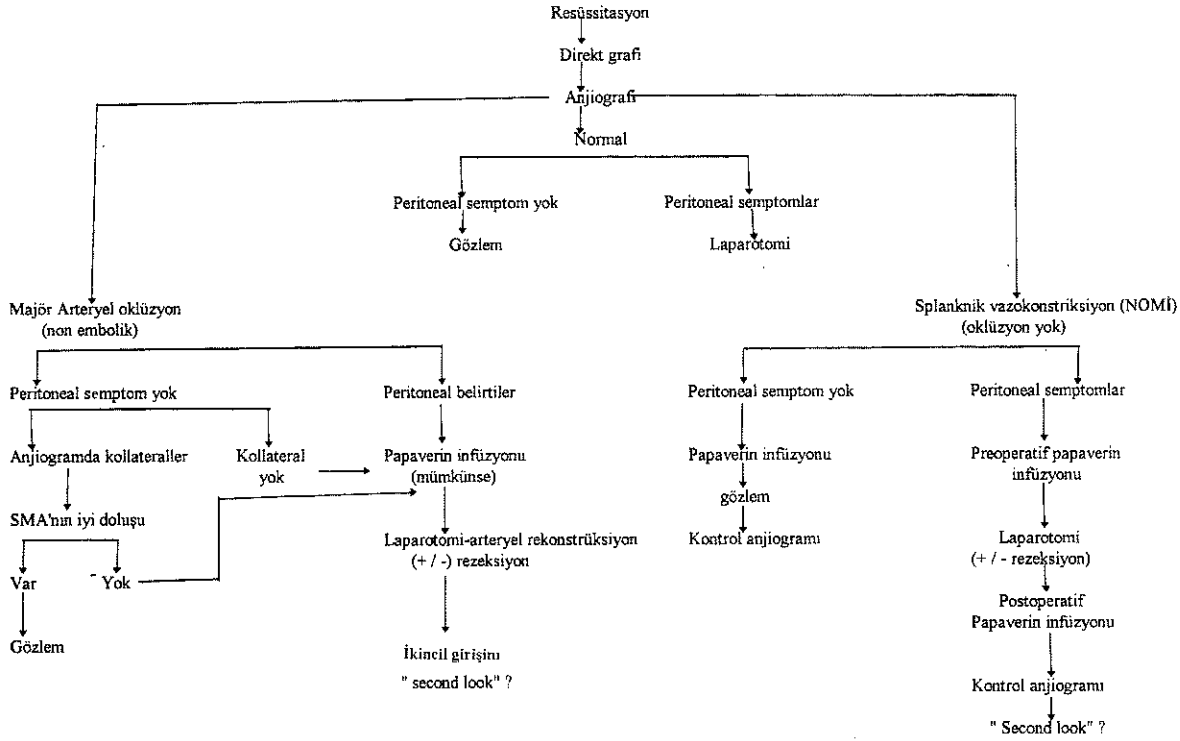 Resüssitasyon
Direkt grafi
Anjiografi
Normal
Peritoneal semptom yok
Peritoneal semptomlar
Gözlem
Laparotomi
Majör Arteryel oklüzyon
(non embolik)
Splanknik vazokonstriksiyon (NOMİ)
(oklüzyon yok)
Peritoneal semptom yok
Peritoneal belirtiler
Peritoneal semptom yok
Peritoneal semptomlar
Anjiogramda kollateraller
Kollateral
yok
Papaverin infüzyonu
(mümkünse)
Papaverin infüzyonu
Preoperatif papaverin
infüzyonu
gözlem
SMA'nın iyi doluşu
Laparotomi-arteryel rekonstrüksiyon
(+ / -) rezeksiyon
Kontrol anjiogramı
Laparotomi
(+ / - rezeksiyon)
Var
Yok
Postoperatif
Papaverin infüzyonu
Gözlem
İkincil girişim
" second look" ?
Kontrol anjiogramı
" Second look" ?